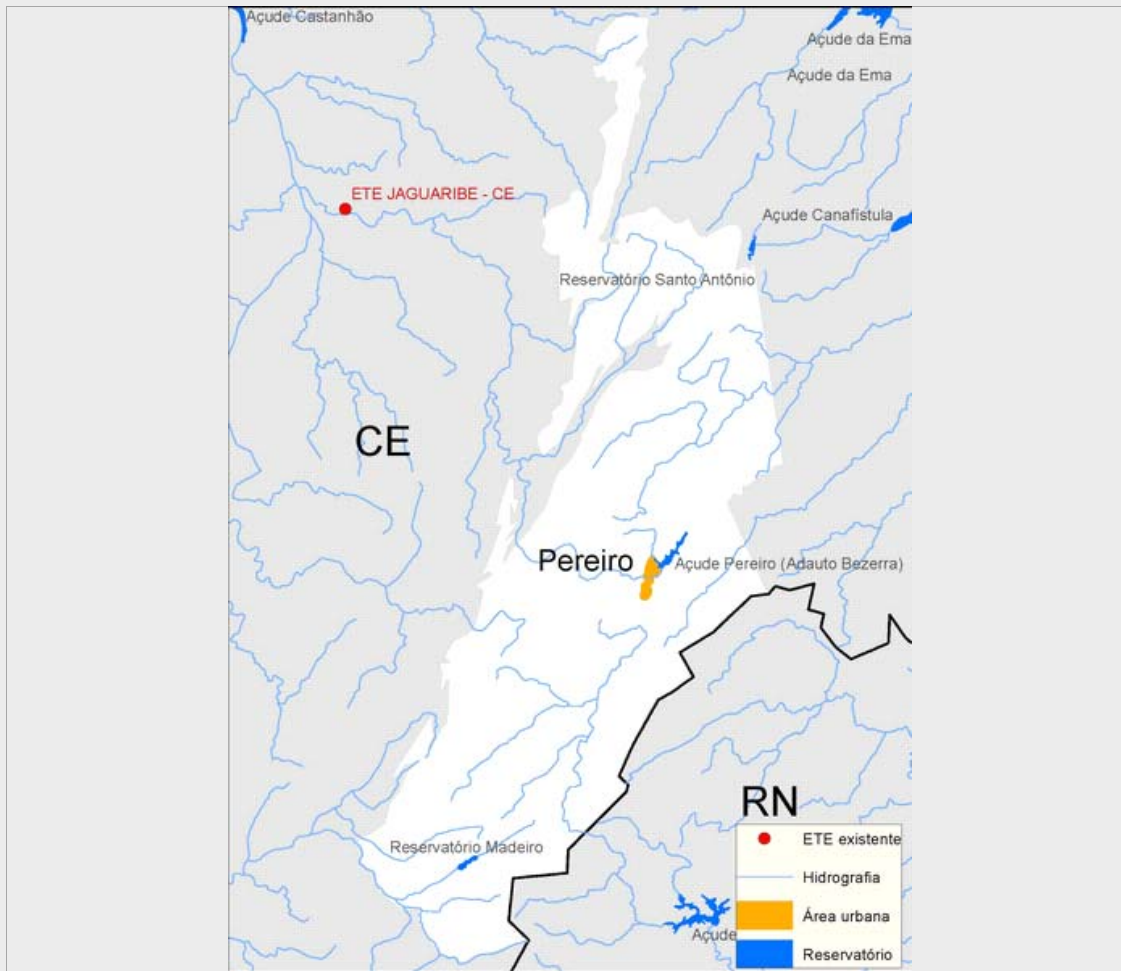 Açude Castanhão
Açude da Ema
Açude da Ema
ETE JAGUARIBE - CE
Açude Canafístula
Reservatório Santo Antônio
CE
Pereiro
Açude Pereiro (Adauto Bezerra)
RN
Reservatório Madeiro
ETE existente
Hidrografia
Área urbana
Açude
Reservatório